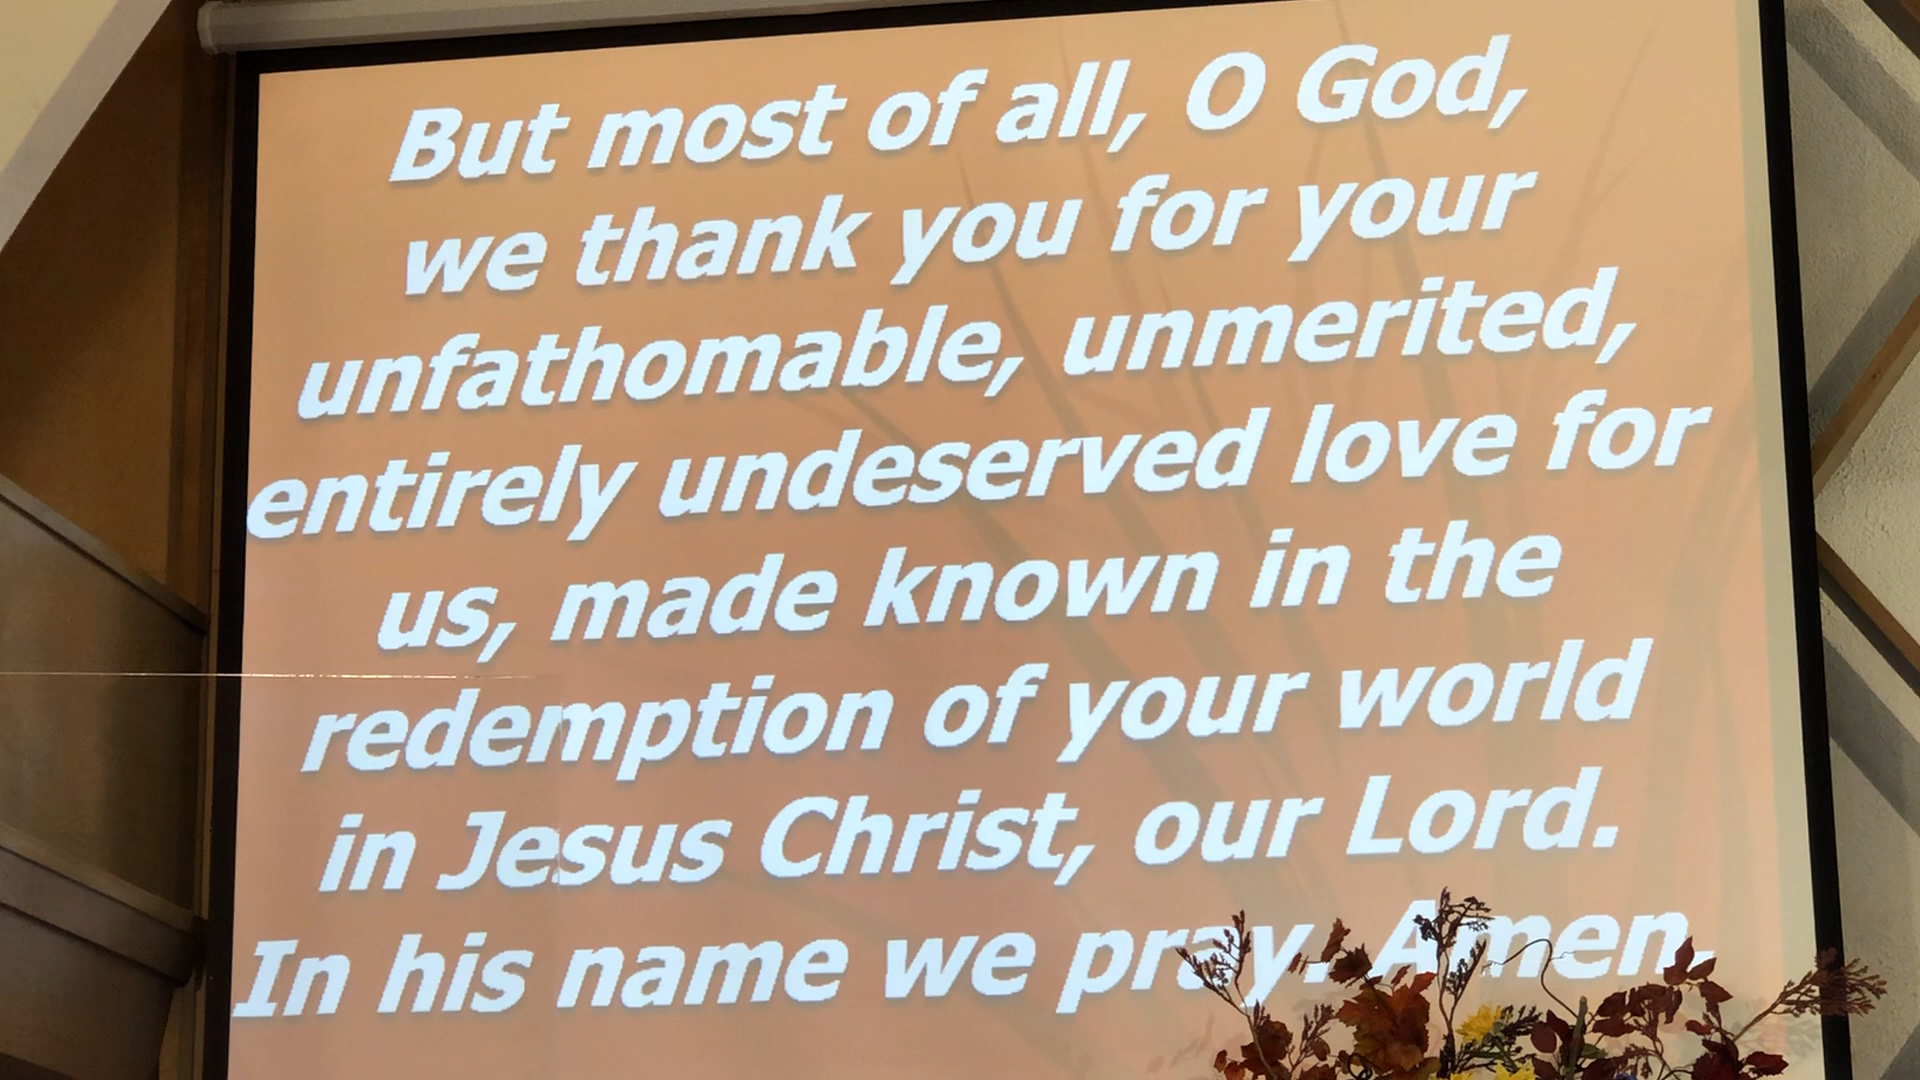 But most of all, O God,
we thank you for your
unfathomable, unmerited,
entirely undeserved love for
us, made known in the
redemption of your world
in Jesus Christ, our Lord.
In his name we pray. Amen.